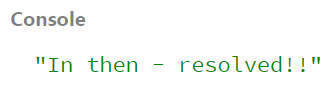 Console
"In then - resolved!!"